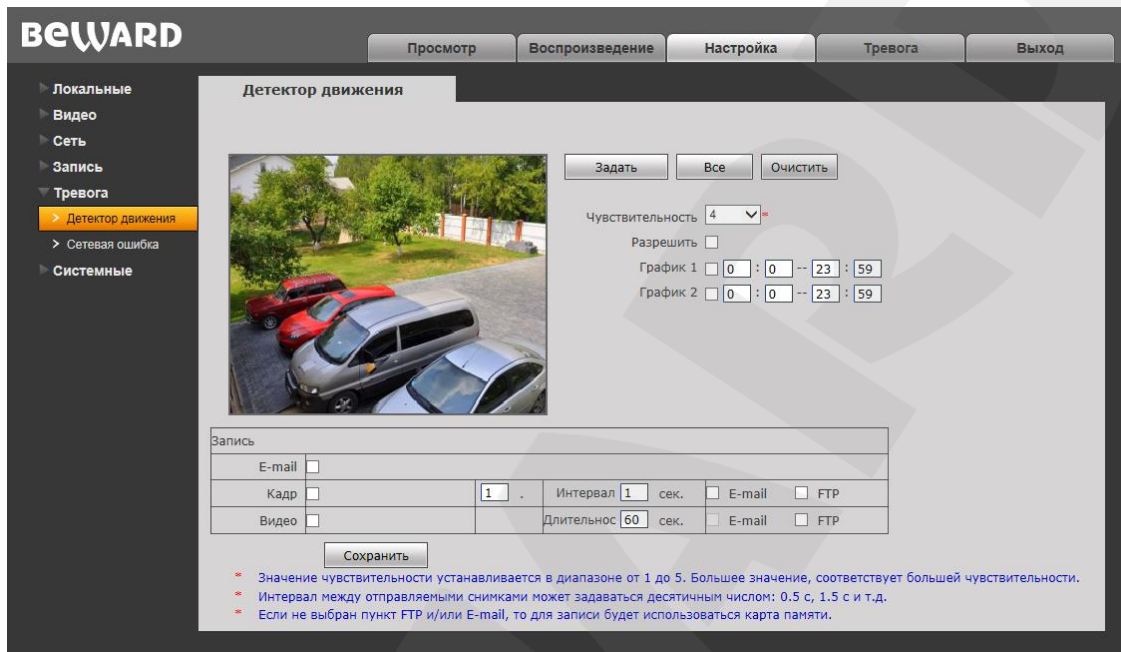 BEWARD
Просмотр Воспроизведение Настройка Тревога Выход
Локальные
Видео
Сеть
Запись
Тревога
> Детектор движения
> Сетевая ошибка
Системные
Детектор движения
Задать Все Очистить
Чувствительность 4 *
Разрешить
График 1 0 : 0 -- 23 : 59
График 2 0 : 0 -- 23 : 59
Запись
E-mail
Кадр 1 . Интервал 1 сек. E-mail FTP
Видео Длительнос 60 сек. E-mail FTP
Сохранить
* Значение чувствительности устанавливается в диапазоне от 1 до 5. Большее значение, соответствует большей чувствительности.
* Интервал между отправляемыми снимками может задаваться десятичным числом: 0.5 с, 1.5 с и т.д.
* Если не выбран пункт FTP и/или E-mail, то для записи будет использоваться карта памяти.